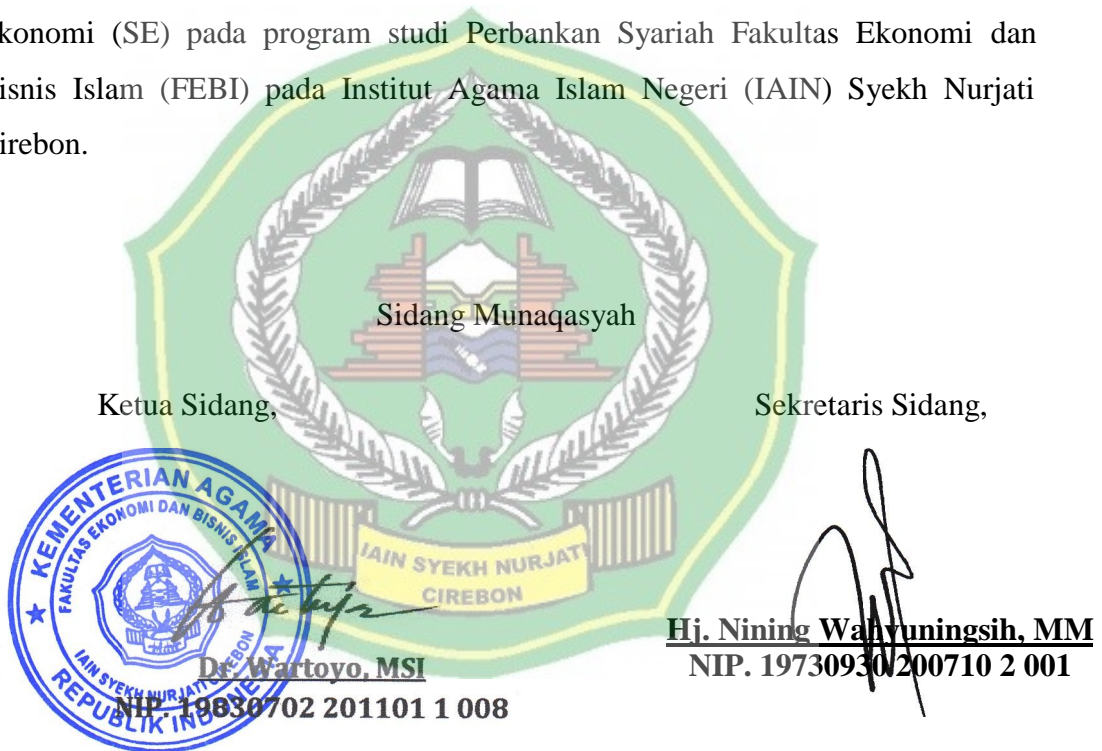 konomi (SE) pada program studi Perbankan Syariah Fakultas Ekonomi dan
isnis Islam (FEBI) pada Institut Agama Islam Negeri (IAIN) Syekh Nurjati
irebon.
Sidang Munaqasyah
Ketua Sidang,
Sekretaris Sidang,
KEMENTERIAN AGAMA
FAKULTAS EKONOMI DAN BISNIS ISLAM
IAIN SYEKH NURJATI CIREBON
REPUBLIK INDONESIA
IAIN SYEKH NURJATI
CIREBON
Dr. Wartoyo, MSI
NIP. 19830702 201101 1 008
Hj. Nining Wahyuningsih, MM
NIP. 19730930 200710 2 001